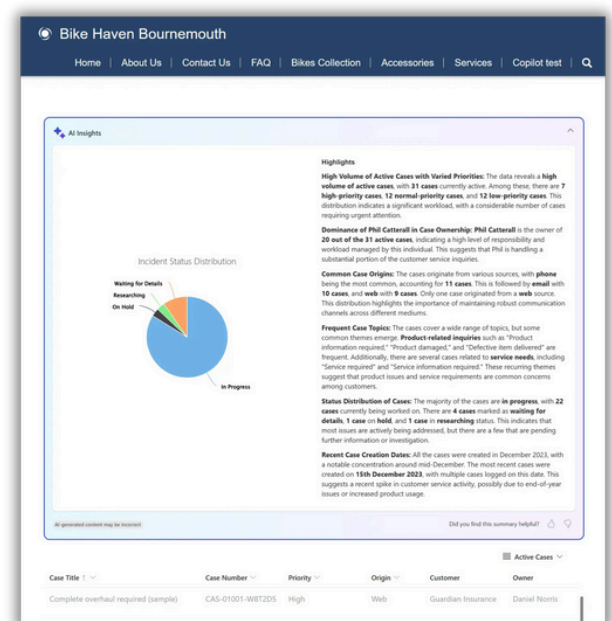 Bike Haven Bournemouth
Home | About Us | Contact Us | FAQ | Bikes Collection | Accessories | Services | Copilot test |
AI Insights
Incident Status Distribution
Waiting for Details
Researching
On Hold
In Progress
Highlights
High Volume of Active Cases with Varied Priorities: The data reveals a high
volume of active cases, with 31 cases currently active. Among these, there are 7
high-priority cases, 12 normal-priority cases, and 12 low-priority cases. This
distribution indicates a significant workload, with a considerable number of cases
requiring urgent attention.
Dominance of Phil Catterall in Case Ownership: Phil Catterall is the owner of
20 out of the 31 active cases, indicating a high level of responsibility and
workload managed by this individual. This suggests that Phil is handling a
substantial portion of the customer service inquiries.
Common Case Origins: The cases originate from various sources, with phone
being the most common, accounting for 11 cases. This is followed by email with
10 cases, and web with 9 cases. Only one case originated from a web source.
This distribution highlights the importance of maintaining robust communication
channels across different mediums.
Frequent Case Topics: The cases cover a wide range of topics, but some
common themes emerge. Product-related inquiries such as "Product
information required," "Product damaged," and "Defective item delivered" are
frequent. Additionally, there are several cases related to service needs, including
"Service required" and "Service information required." These recurring themes
suggest that product issues and service requirements are common concerns
among customers.
Status Distribution of Cases: The majority of the cases are in progress, with 22
cases currently being worked on. There are 4 cases marked as waiting for
details, 1 case on hold, and 1 case in researching status. This indicates that
most issues are actively being addressed, but there are a few that are pending
further information or investigation.
Recent Case Creation Dates: All the cases were created in December 2023, with
a notable concentration around mid-December. The most recent cases were
created on 15th December 2023, with multiple cases logged on this date. This
suggests a recent spike in customer service activity, possibly due to end-of-year
issues or increased product usage.
AI-generated content may be incorrect
Did you find this summary helpful?
Active Cases
Case Title ↑ Case Number Priority Origin Customer Owner
Complete overhaul required (sample) CAS-01001-W8T2D5 High Web Guardian Insurance Daniel Norris